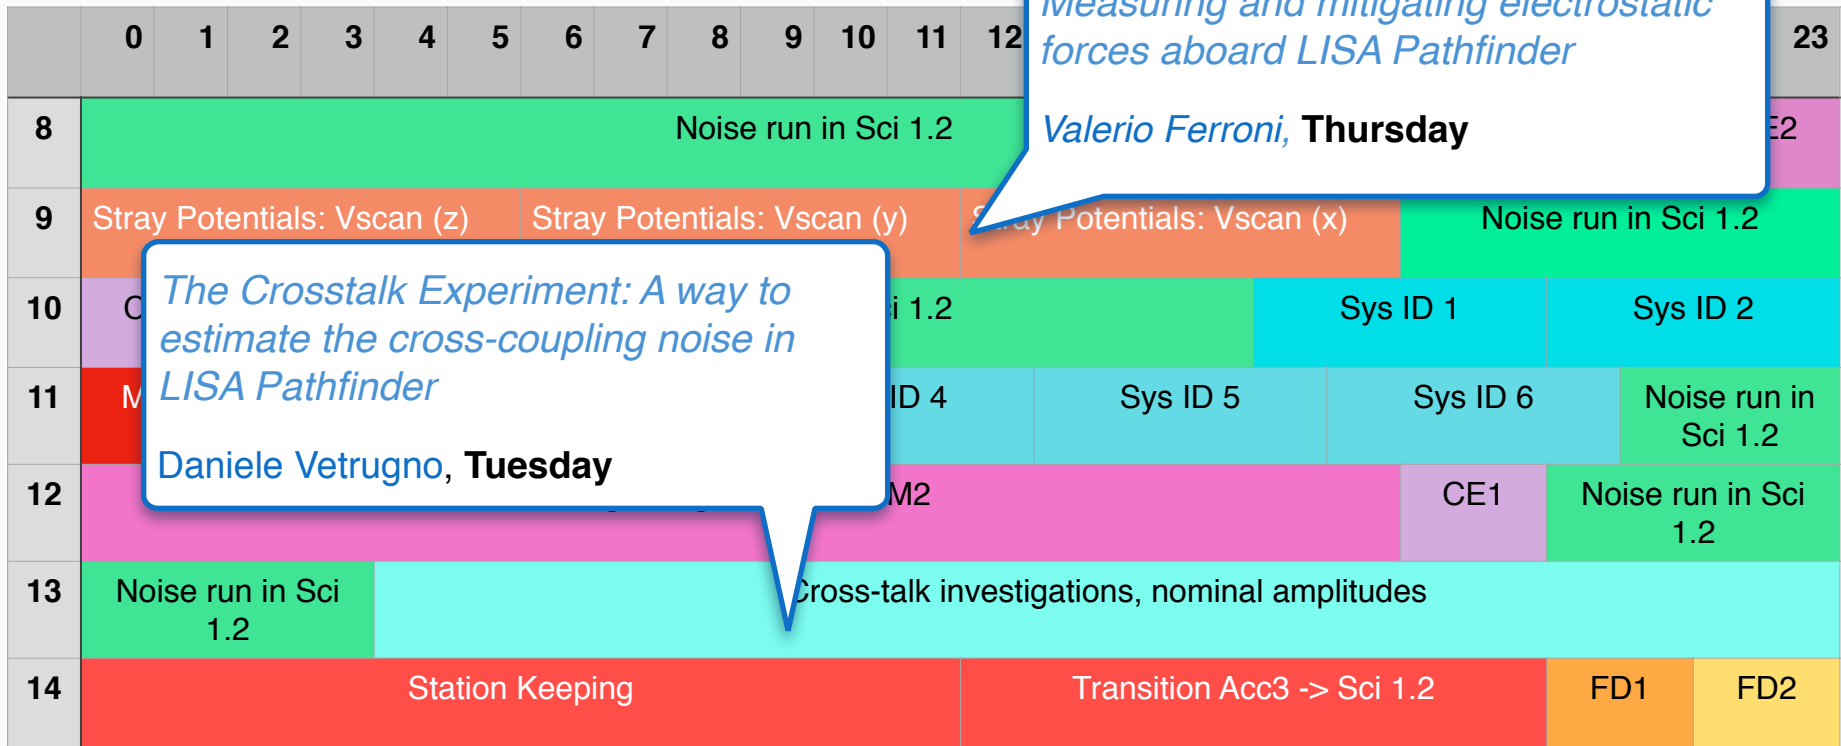 Measuring and mitigating electrostatic
forces aboard LISA Pathfinder
Valerio Ferroni, Thursday
0 1 2 3 4 5 6 7 8 9 10 11 12 23
8 Noise run in Sci 1.2
9 Stray Potentials: Vscan (z) Stray Potentials: Vscan (y) Potentials: Vscan (x) Noise run in Sci 1.2
The Crosstalk Experiment: A way to
estimate the cross-coupling noise in
LISA Pathfinder
Daniele Vetrugno, Tuesday
10 1.2 Sys ID 1 Sys ID 2
11 ID 4 Sys ID 5 Sys ID 6 Noise run in
Sci 1.2
12 M2 CE1 Noise run in Sci
1.2
13 Noise run in Sci
1.2
Cross-talk investigations, nominal amplitudes
14 Station Keeping Transition Acc3 -> Sci 1.2 FD1 FD2